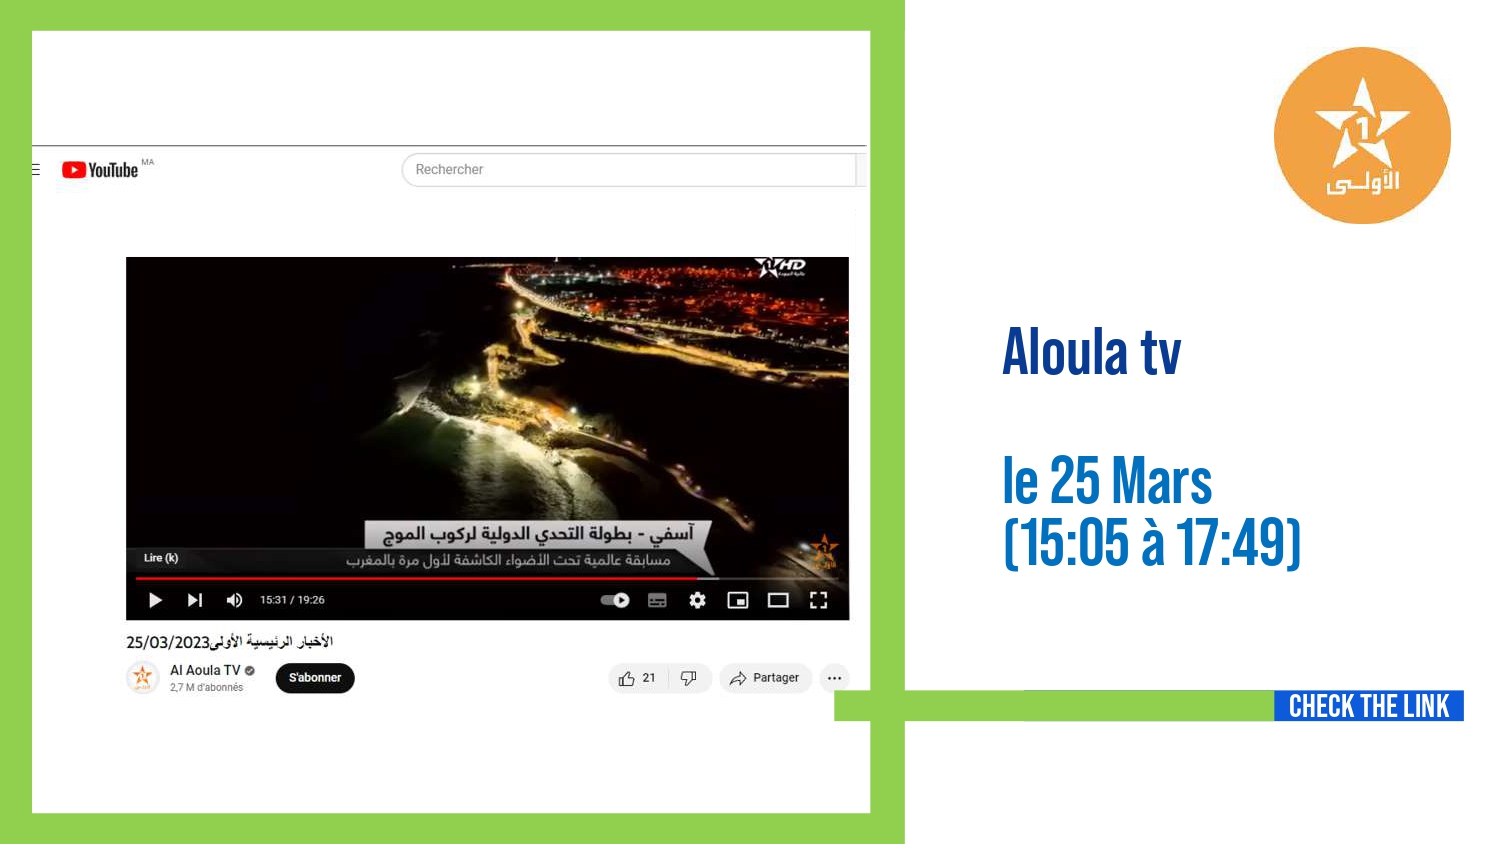 YouTube MA
Rechercher
1HD
آسفي - بطولة التحدي الدولية لركوب الموج
مسابقة عالمية تحت الأضواء الكاشفة لأول مرة بالمغرب
Lire (k)
15:31 / 19:26
الأخبار الرئيسية الأولى25/03/2023
Al Aoula TV
2,7 M d'abonnés
S'abonner
21
Partager
1
الأولى
Aloula tv
le 25 Mars
(15:05 à 17:49)
CHECK THE LINK